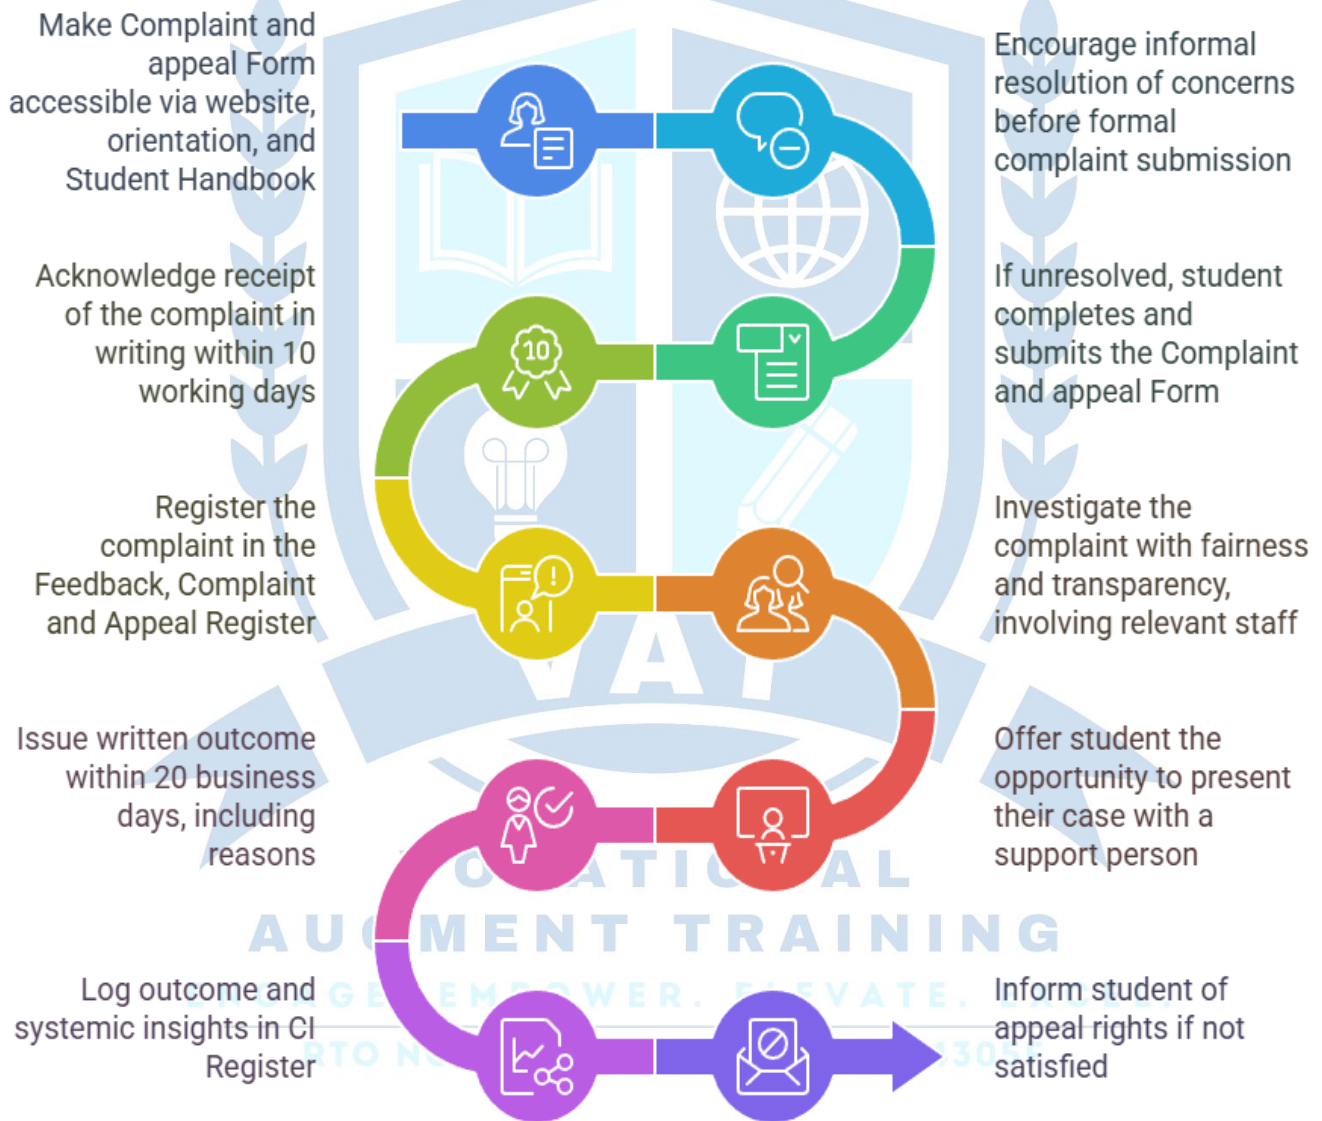 Make Complaint and
appeal Form
accessible via website,
orientation, and
Student Handbook
Encourage informal
resolution of concerns
before formal
complaint submission
If unresolved, student
completes and
submits the Complaint
and appeal Form
Acknowledge receipt
of the complaint in
writing within 10
working days
10
Register the
complaint in the
Feedback, Complaint
and Appeal Register
Investigate the
complaint with fairness
and transparency,
involving relevant staff
Offer student the
opportunity to present
their case with a
support person
Issue written outcome
within 20 business
days, including
reasons
Log outcome and
systemic insights in CI
Register
Inform student of
appeal rights if not
satisfied
VAT
AUGMENT TRAINING
EMPOWER.
RTO